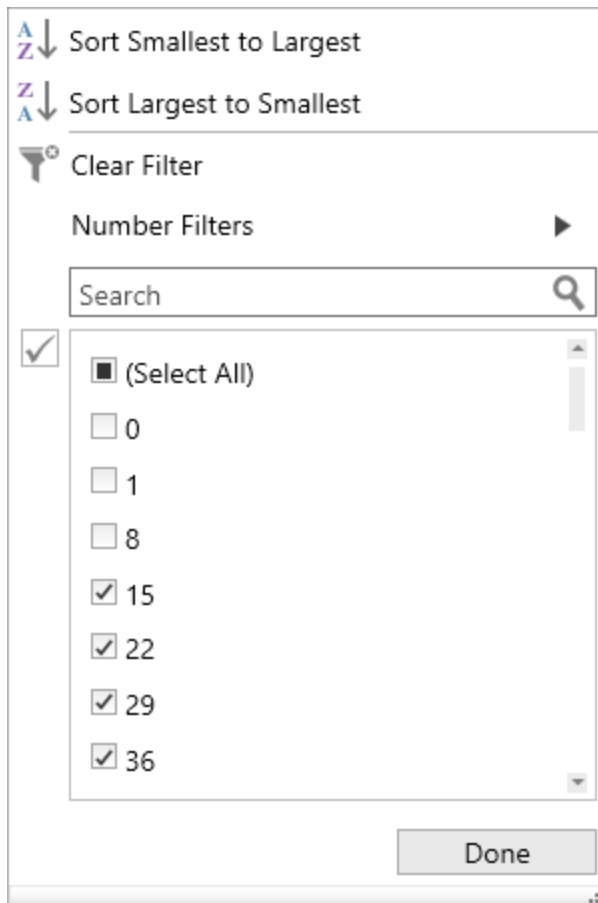 Sort Smallest to Largest
Sort Largest to Smallest
Clear Filter
Number Filters
Search
(Select All)
0
1
8
15
22
29
36
Done